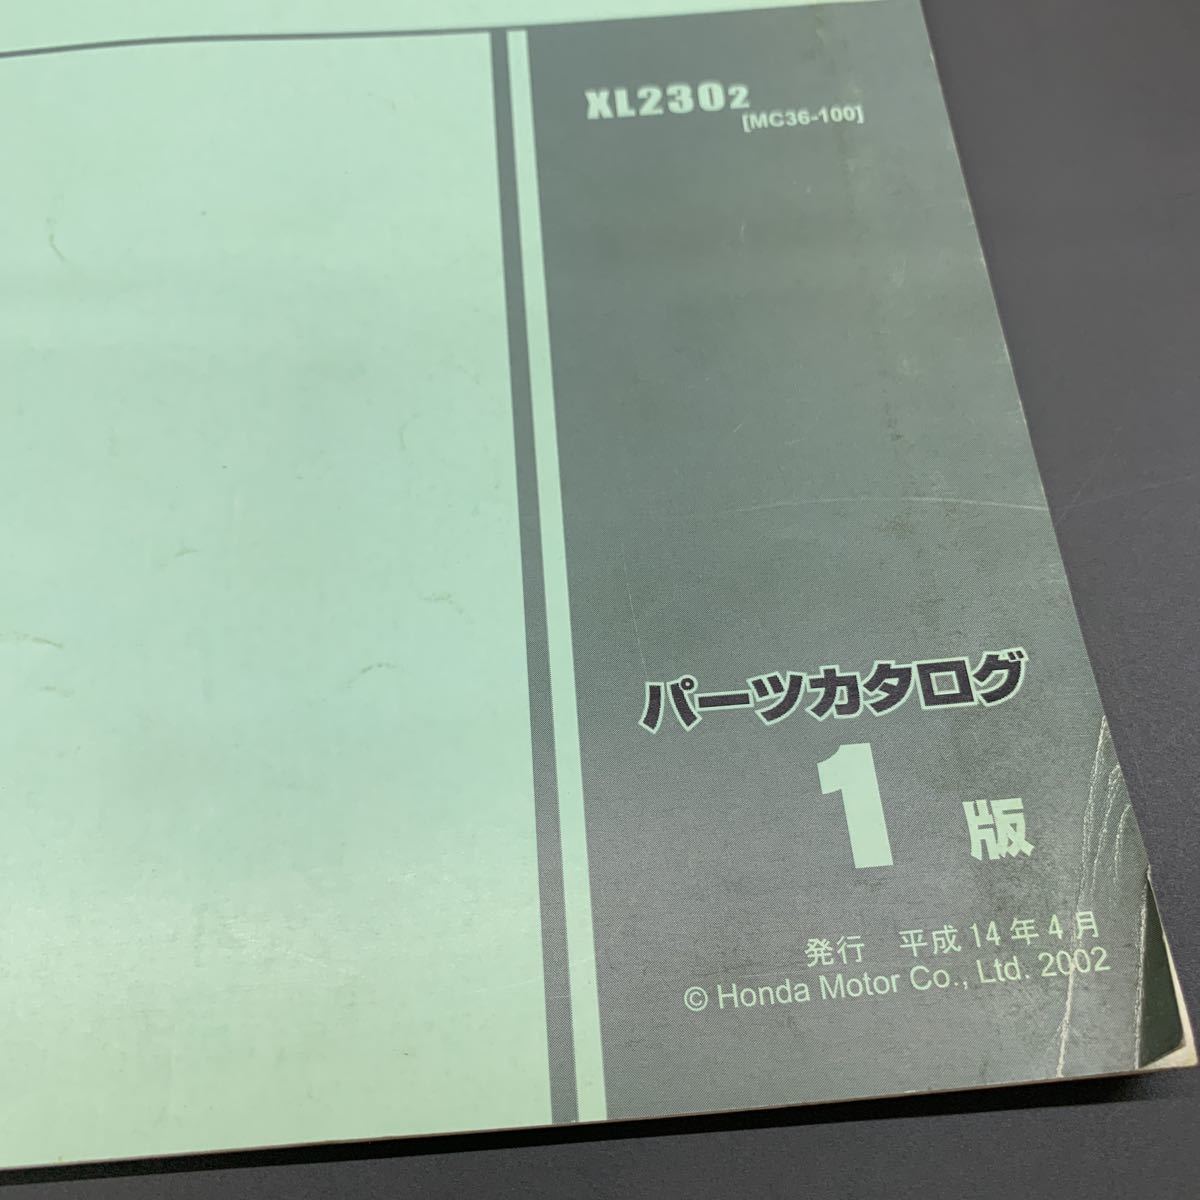 XL2302
[MC36-100]
パーツカタログ
1版
発行 平成14年4月
© Honda Motor Co., Ltd. 2002